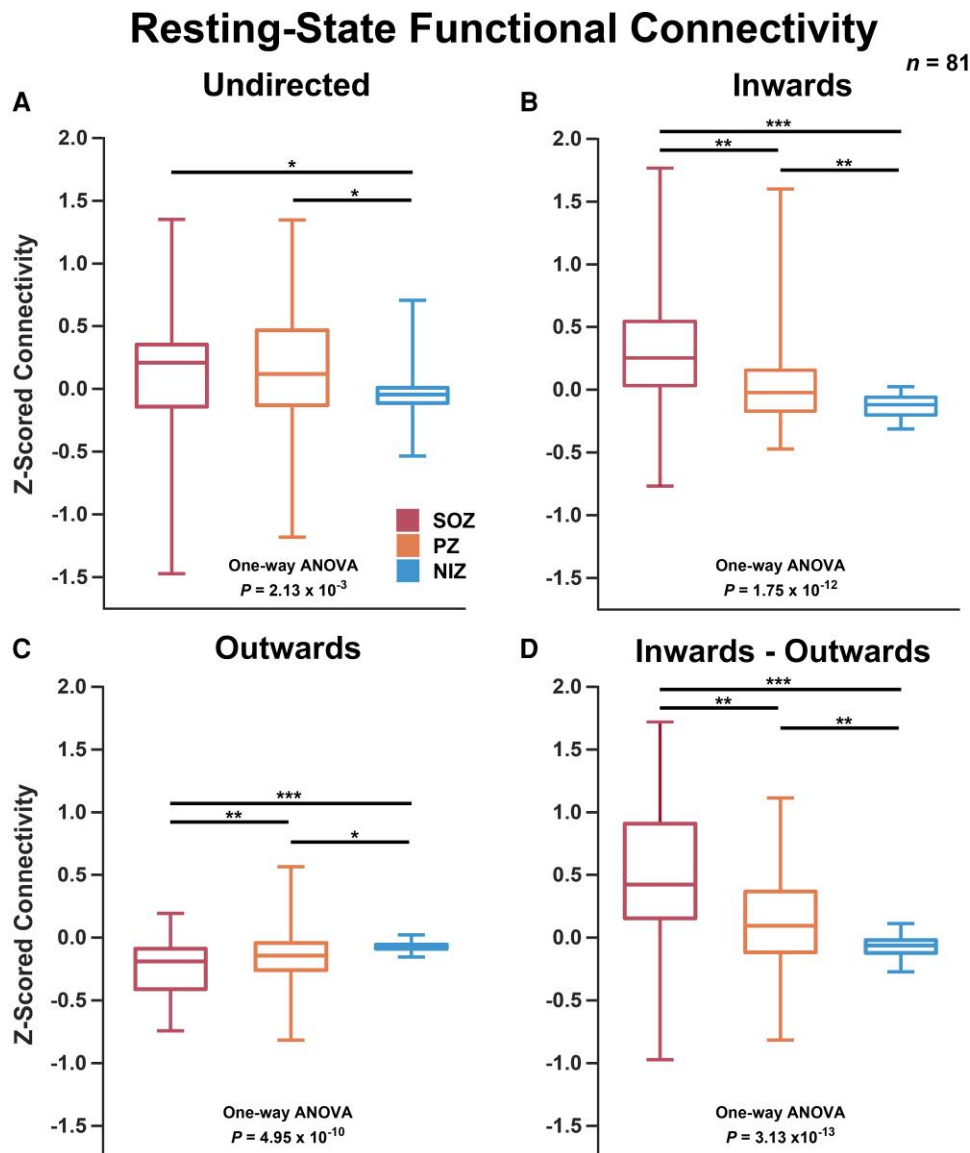 Resting-State Functional Connectivity
n = 81
A
Undirected
2.0
1.5
1.0
0.5
0.0
-0.5
-1.0
-1.5
Z-Scored Connectivity
*
*
SOZ
PZ
NIZ
One-way ANOVA
P = 2.13 x 10-3
B
Inwards
2.0
1.5
1.0
0.5
0.0
-0.5
-1.0
-1.5
***
**
**
One-way ANOVA
P = 1.75 x 10-12
C
Outwards
2.0
1.5
1.0
0.5
0.0
-0.5
-1.0
-1.5
Z-Scored Connectivity
***
**
*
One-way ANOVA
P = 4.95 x 10-10
D
Inwards - Outwards
2.0
1.5
1.0
0.5
0.0
-0.5
-1.0
-1.5
***
**
**
One-way ANOVA
P = 3.13 x10-13